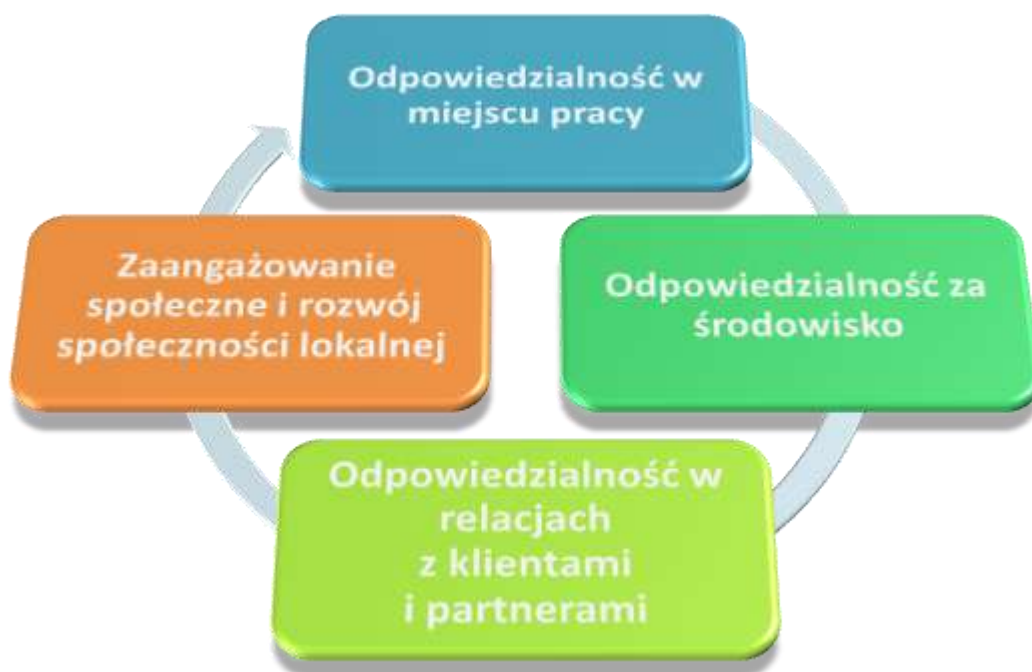 Odpowiedzialność w
miejscu pracy
Zaangażowanie
społeczne i rozwój
społeczności lokalnej
Odpowiedzialność za
środowisko
Odpowiedzialność w
relacjach
z klientami
i partnerami